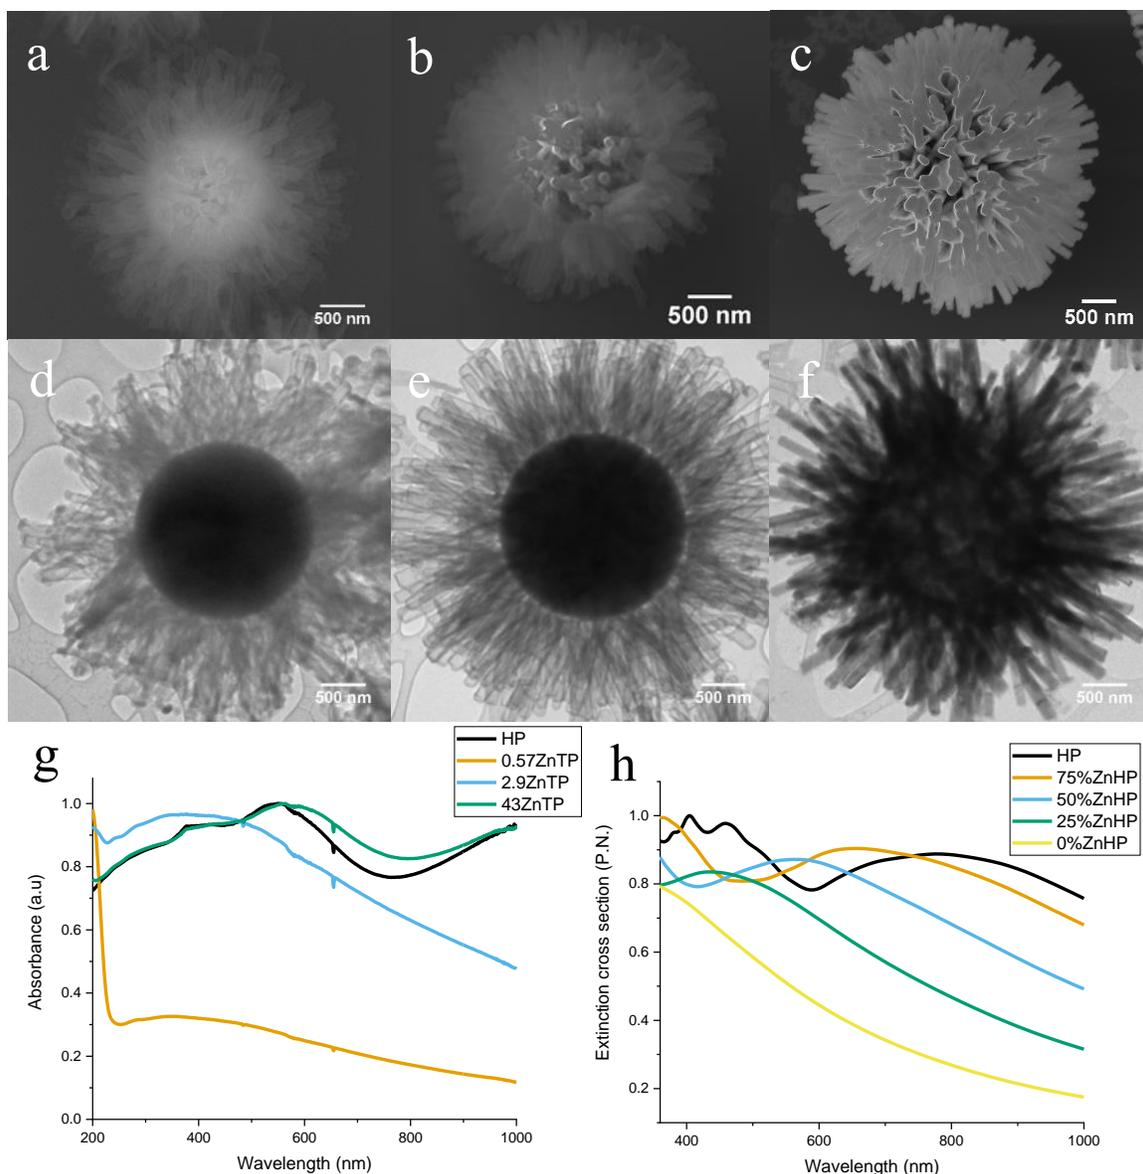 a
b
c
500 nm
500 nm
500 nm
d
e
f
500 nm
500 nm
500 nm
g
HP
0.57ZnTP
2.9ZnTP
43ZnTP
1.0
0.8
0.6
0.4
0.2
0.0
Absorbance (a.u)
200
400
600
800
1000
Wavelength (nm)
h
HP
75%ZnHP
50%ZnHP
25%ZnHP
0%ZnHP
1.0
0.8
0.6
0.4
0.2
Extinction cross section (P.N.)
400
600
800
1000
Wavelength (nm)